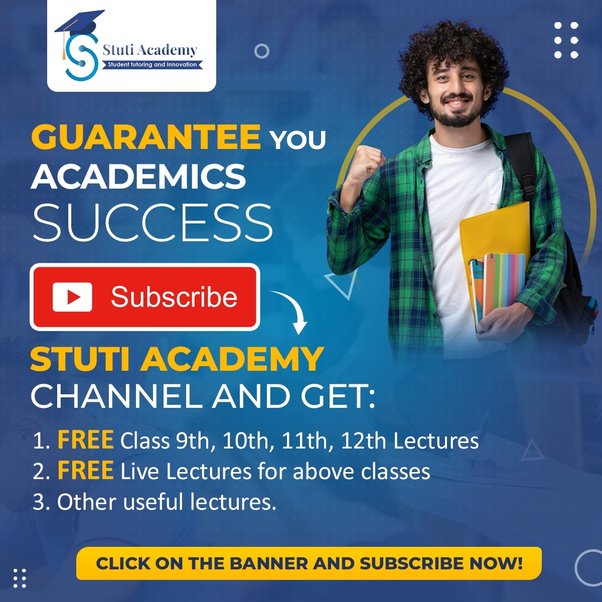 Stuti Academy
Student tutoring and Innovation
GUARANTEE YOU
ACADEMICS
SUCCESS
Subscribe
STUTI ACADEMY
CHANNEL AND GET:
1. FREE Class 9th, 10th, 11th, 12th Lectures
2. FREE Live Lectures for above classes
3. Other useful lectures.
CLICK ON THE BANNER AND SUBSCRIBE NOW!